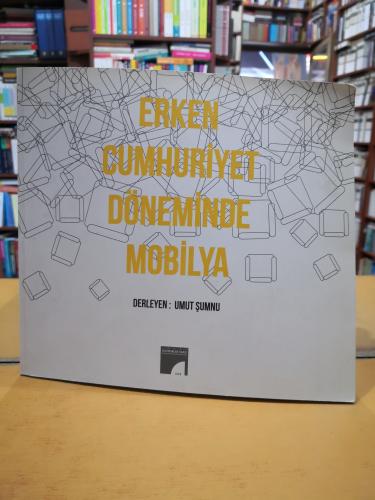 ERKEN
CUMHURİYET
DÖNEMİNDE
MOBİLYA
DERLEYEN : UMUT ŞUMNU